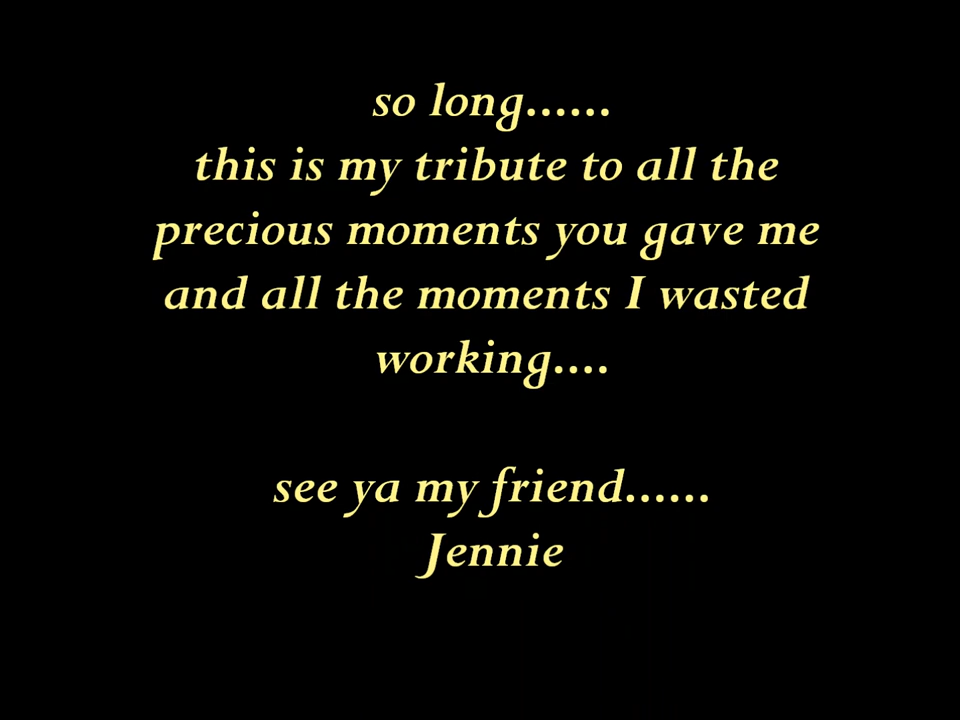 so long......
this is my tribute to all the
precious moments you gave me
and all the moments I wasted
working....
see ya my friend......
Jennie